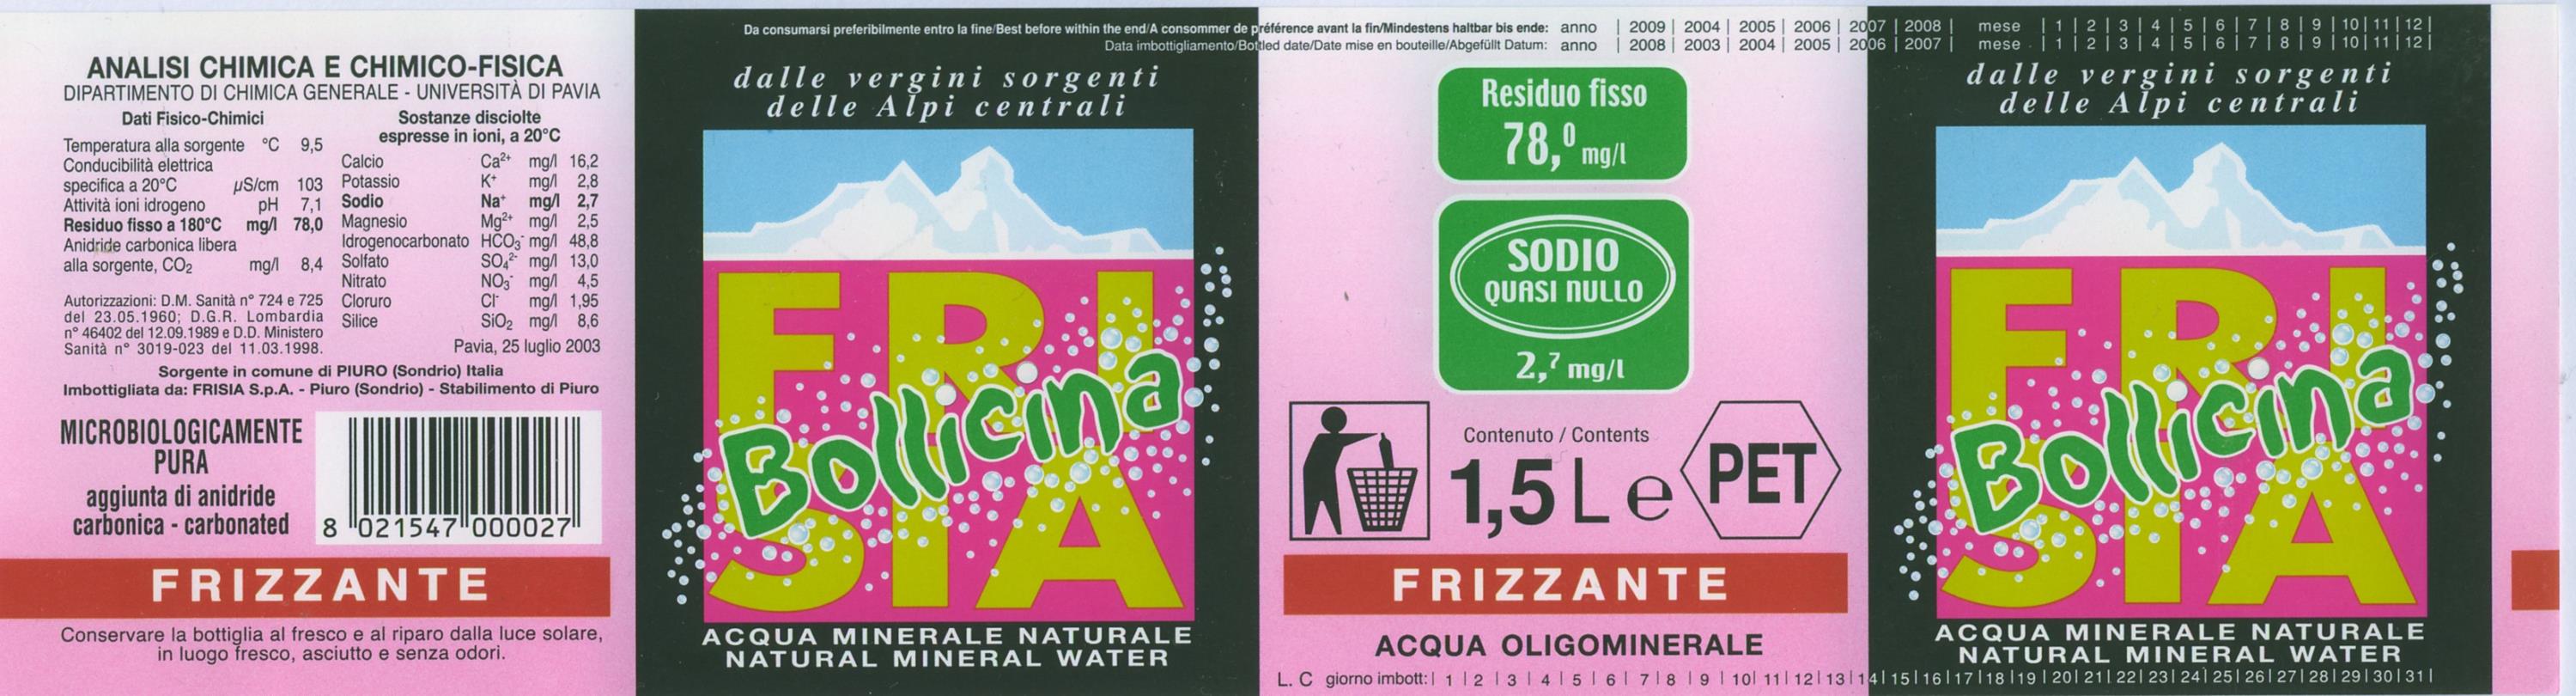 Da consumarsi preferibilmente entro la fine/Best before within the end/A consommer de préférence avant la fin/Mindestens haltbar bis ende: anno | 2009 | 2004 | 2005 | 2006 | 2007 | 2008 | mese | 1 | 2 | 3 | 4 | 5 | 6 | 7 | 8 | 9 | 10 | 11 | 12 |
Data imbottigliamento/Bottled date/Date mise en bouteille/Abgefüllt Datum: anno | 2008 | 2003 | 2004 | 2005 | 2006 | 2007 | mese | 1 | 2 | 3 | 4 | 5 | 6 | 7 | 8 | 9 | 10 | 11 | 12 |
ANALISI CHIMICA E CHIMICO-FISICA
DIPARTIMENTO DI CHIMICA GENERALE - UNIVERSITÀ DI PAVIA
Dati Fisico-Chimici
Temperatura alla sorgente °C 9,5
Conducibilità elettrica
specifica a 20°C µS/cm 103
Attività ioni idrogeno pH 7,1
Residuo fisso a 180°C mg/l 78,0
Anidride carbonica libera
alla sorgente, CO2 mg/l 8,4
Autorizzazioni: D.M. Sanità n° 724 e 725
del 23.05.1960; D.G.R. Lombardia
n° 46402 del 12.09.1989 e D.D. Ministero
Sanità n° 3019-023 del 11.03.1998.
Sostanze disciolte
espresse in ioni, a 20°C
Calcio Ca2+ mg/l 16,2
Potassio K+ mg/l 2,8
Sodio Na+ mg/l 2,7
Magnesio Mg2+ mg/l 2,5
Idrogenocarbonato HCO3- mg/l 48,8
Solfato SO42- mg/l 13,0
Nitrato NO3- mg/l 4,5
Cloruro Cl- mg/l 1,95
Silice SiO2 mg/l 8,6
Pavia, 25 luglio 2003
Sorgente in comune di PIURO (Sondrio) Italia
Imbottigliata da: FRISIA S.p.A. - Piuro (Sondrio) - Stabilimento di Piuro
MICROBIOLOGICAMENTE
PURA
aggiunta di anidride
carbonica - carbonated
8 021547 000027
FRIZZANTE
Conservare la bottiglia al fresco e al riparo dalla luce solare,
in luogo fresco, asciutto e senza odori.
dalle vergini sorgenti
delle Alpi centrali
FRI
Bollicina
SIA
ACQUA MINERALE NATURALE
NATURAL MINERAL WATER
Residuo fisso
78,0 mg/l
SODIO
QUASI NULLO
2,7 mg/l
Contenuto / Contents
1,5 L e
PET
FRIZZANTE
ACQUA OLIGOMINERALE
L. C giorno imbott: | 1 | 2 | 3 | 4 | 5 | 6 | 7 | 8 | 9 | 10 | 11 | 12 | 13 | 14 | 15 | 16 | 17 | 18 | 19 | 20 | 21 | 22 | 23 | 24 | 25 | 26 | 27 | 28 | 29 | 30 | 31 |
dalle vergini sorgenti
delle Alpi centrali
FRI
Bollicina
SIA
ACQUA MINERALE NATURALE
NATURAL MINERAL WATER